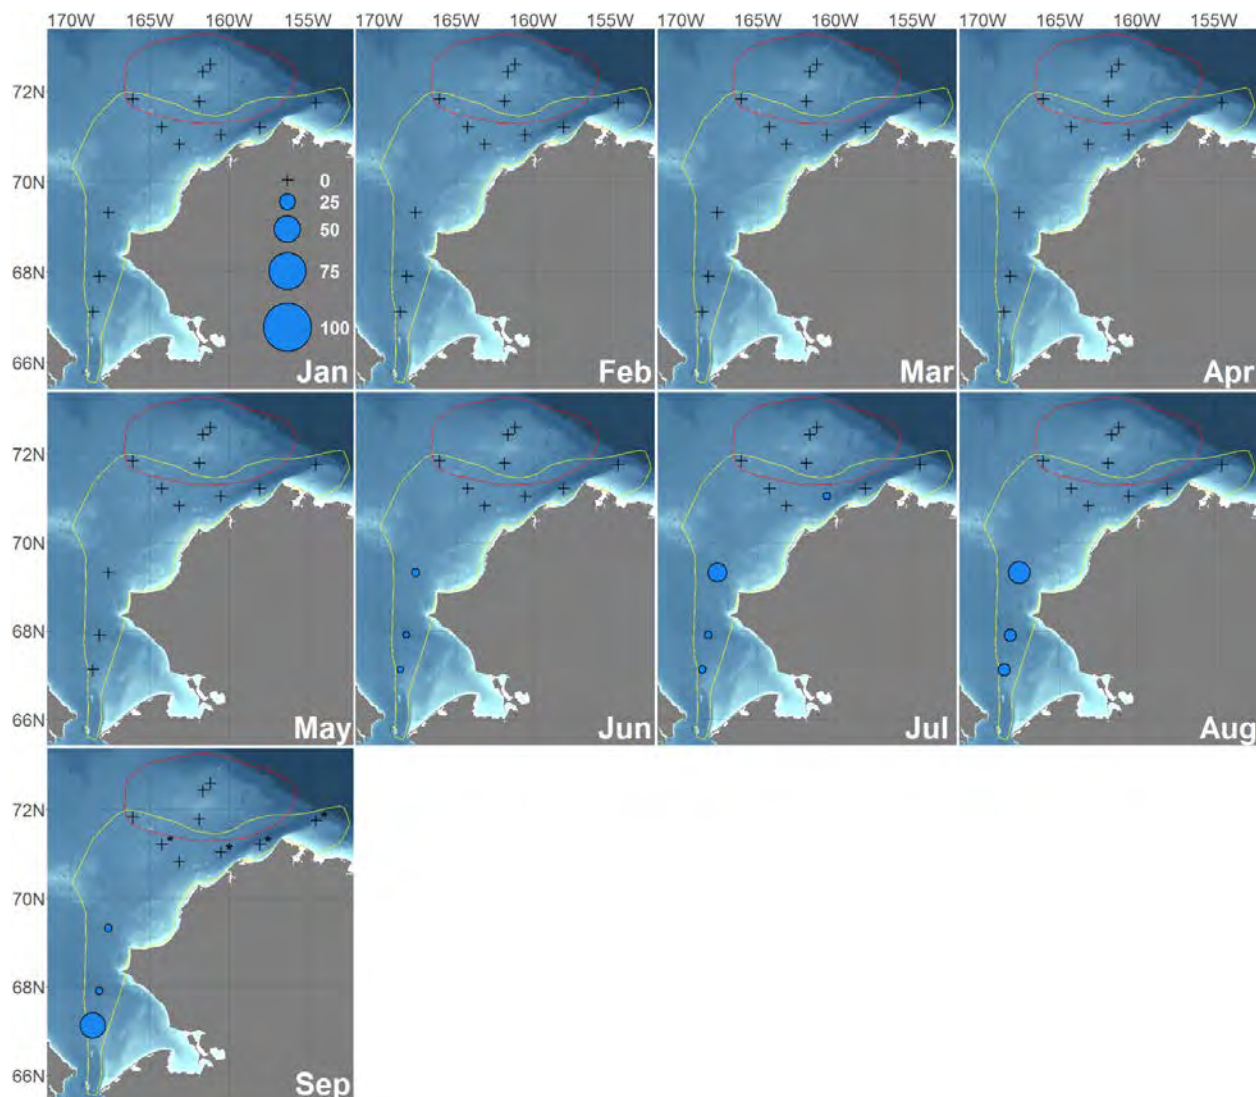 170W 165W 160W 155W 170W 165W 160W 155W 170W 165W 160W 155W 170W 165W 160W 155W
72N
70N
68N
66N
0
25
50
75
100
Jan Feb Mar Apr
72N
70N
68N
66N
May Jun Jul Aug
72N
* * * *
70N
68N
66N
Sep